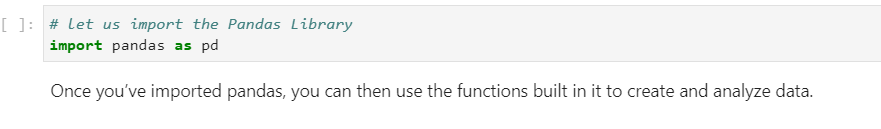 [ ]: # let us import the Pandas Library
import pandas as pd
Once you've imported pandas, you can then use the functions built in it to create and analyze data.